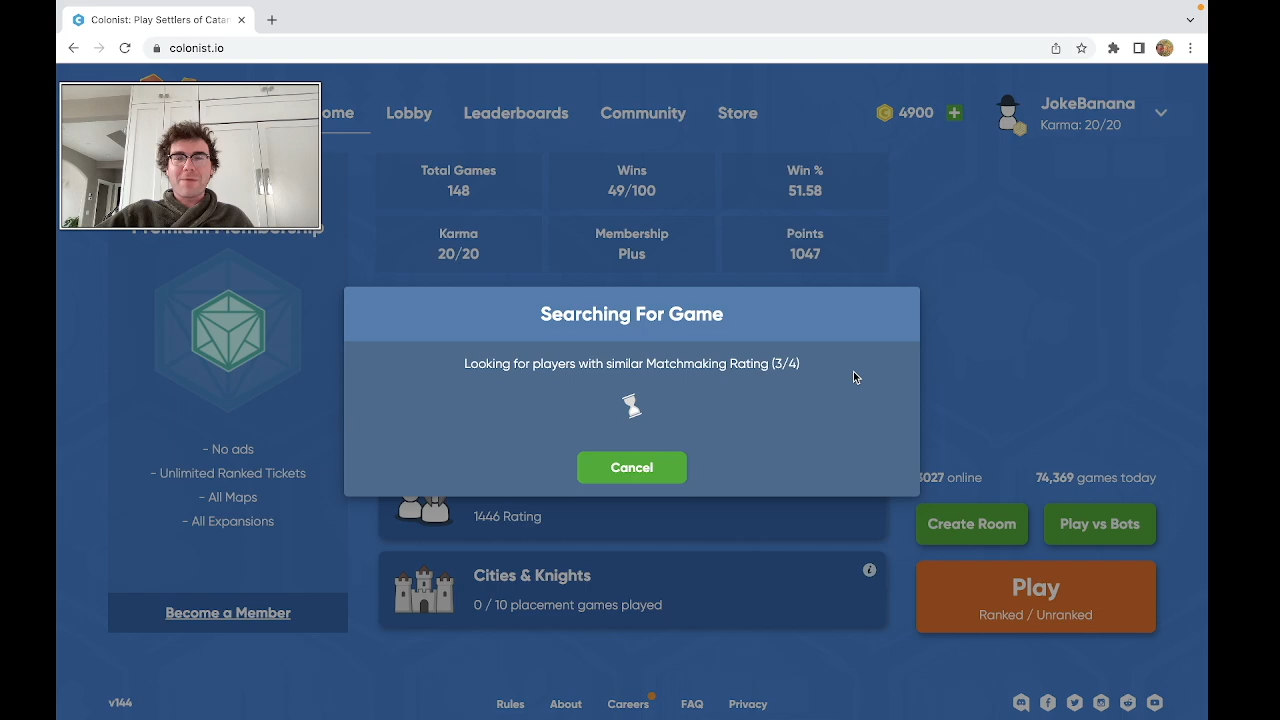 Colonist: Play Settlers of Catan
colonist.io
ome
Lobby
Leaderboards
Community
Store
4900
JokeBanana
Karma: 20/20
Total Games
148
Wins
49/100
Win %
51.58
Karma
20/20
Membership
Plus
Points
1047
Premium Membership
Searching For Game
Looking for players with similar Matchmaking Rating (3/4)
Cancel
- No ads
- Unlimited Ranked Tickets
- All Maps
- All Expansions
Become a Member
1446 Rating
Cities & Knights
0 / 10 placement games played
027 online
74,369 games today
Create Room
Play vs Bots
Play
Ranked / Unranked
v144
Rules
About
Careers
FAQ
Privacy